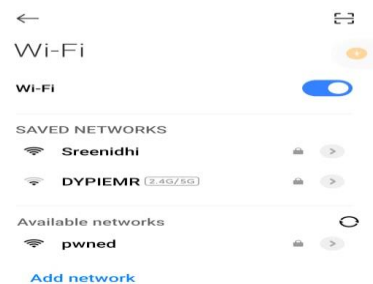 Wi-Fi
Wi-Fi
SAVED NETWORKS
Sreenidhi
DYPIEMR 2.4G/5G
Available networks
pwned
Add network